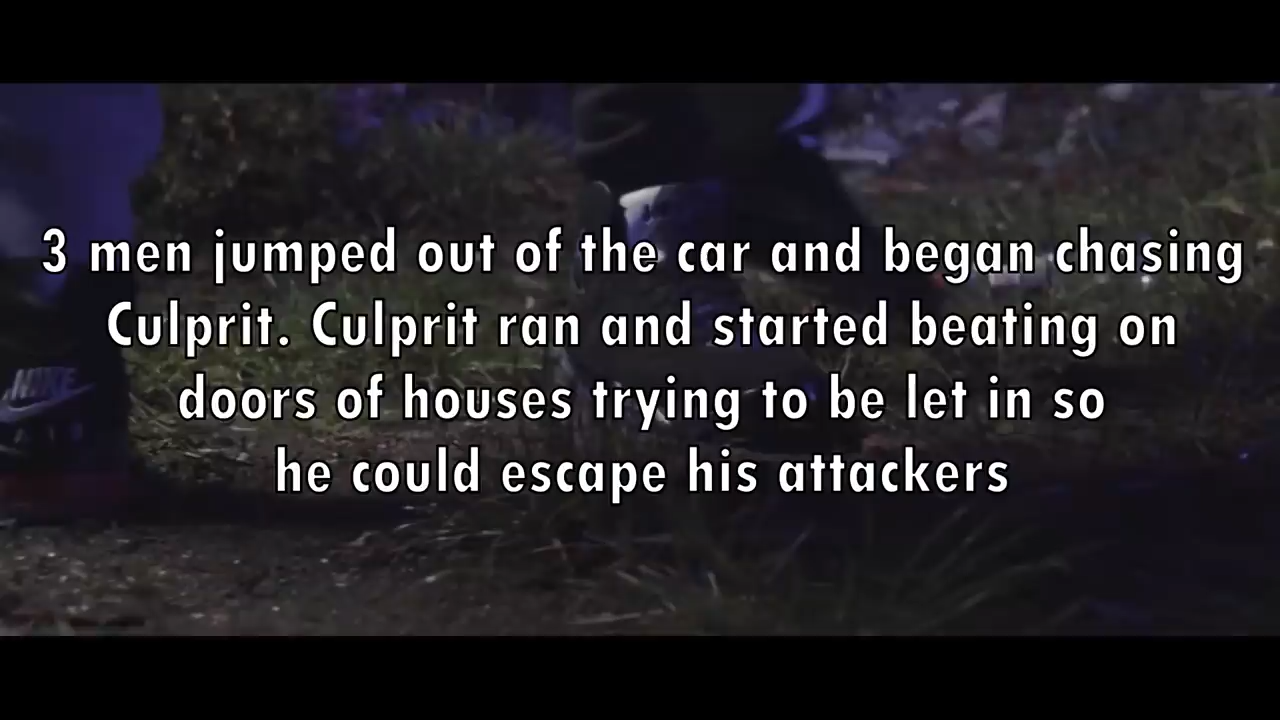 3 men jumped out of the car and began chasing
Culprit. Culprit ran and started beating on
doors of houses trying to be let in so
he could escape his attackers
NIKE